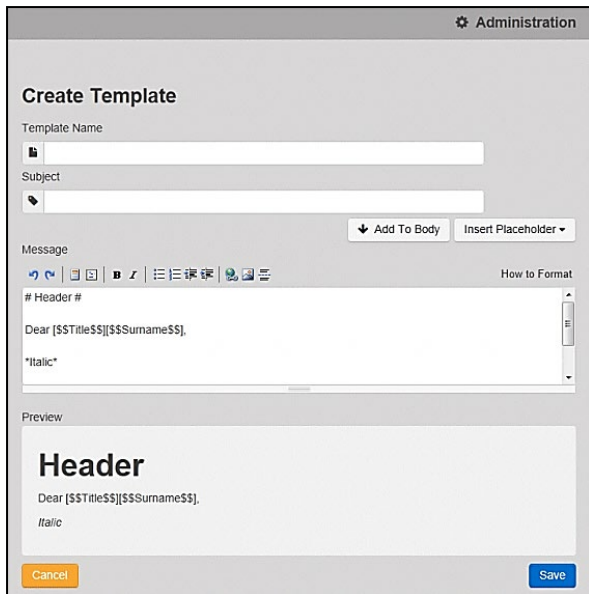 Administration
Create Template
Template Name
Subject
Add To Body Insert Placeholder
Message
B I How to Format
# Header #
Dear [$$Title$$][$$Surname$$],
*Italic*
Preview
Header
Dear [$$Title$$][$$Surname$$],
Italic
Cancel Save